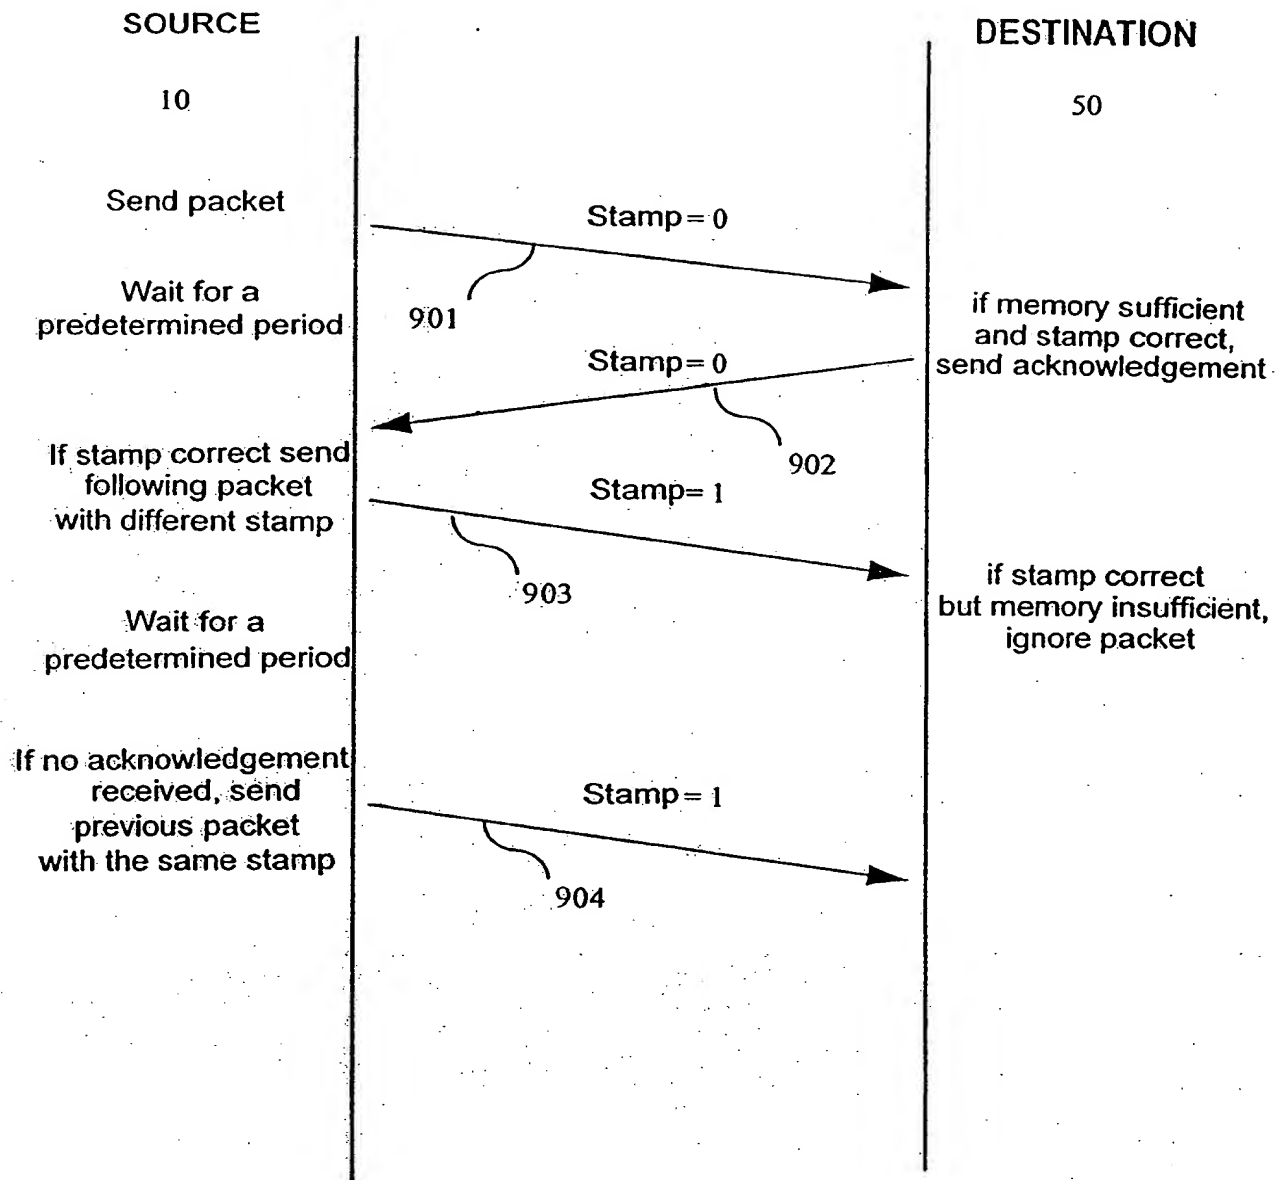 SOURCE
DESTINATION
10
50
Send packet
Stamp = 0
Wait for a
predetermined period
901
if memory sufficient
and stamp correct,
send acknowledgement
Stamp= 0
902
If stamp correct send
following packet
with different stamp
Stamp= 1
903
if stamp correct
but memory insufficient,
ignore packet
Wait for a
predetermined period
If no acknowledgement
received, send
previous packet
with the same stamp
Stamp= 1
904